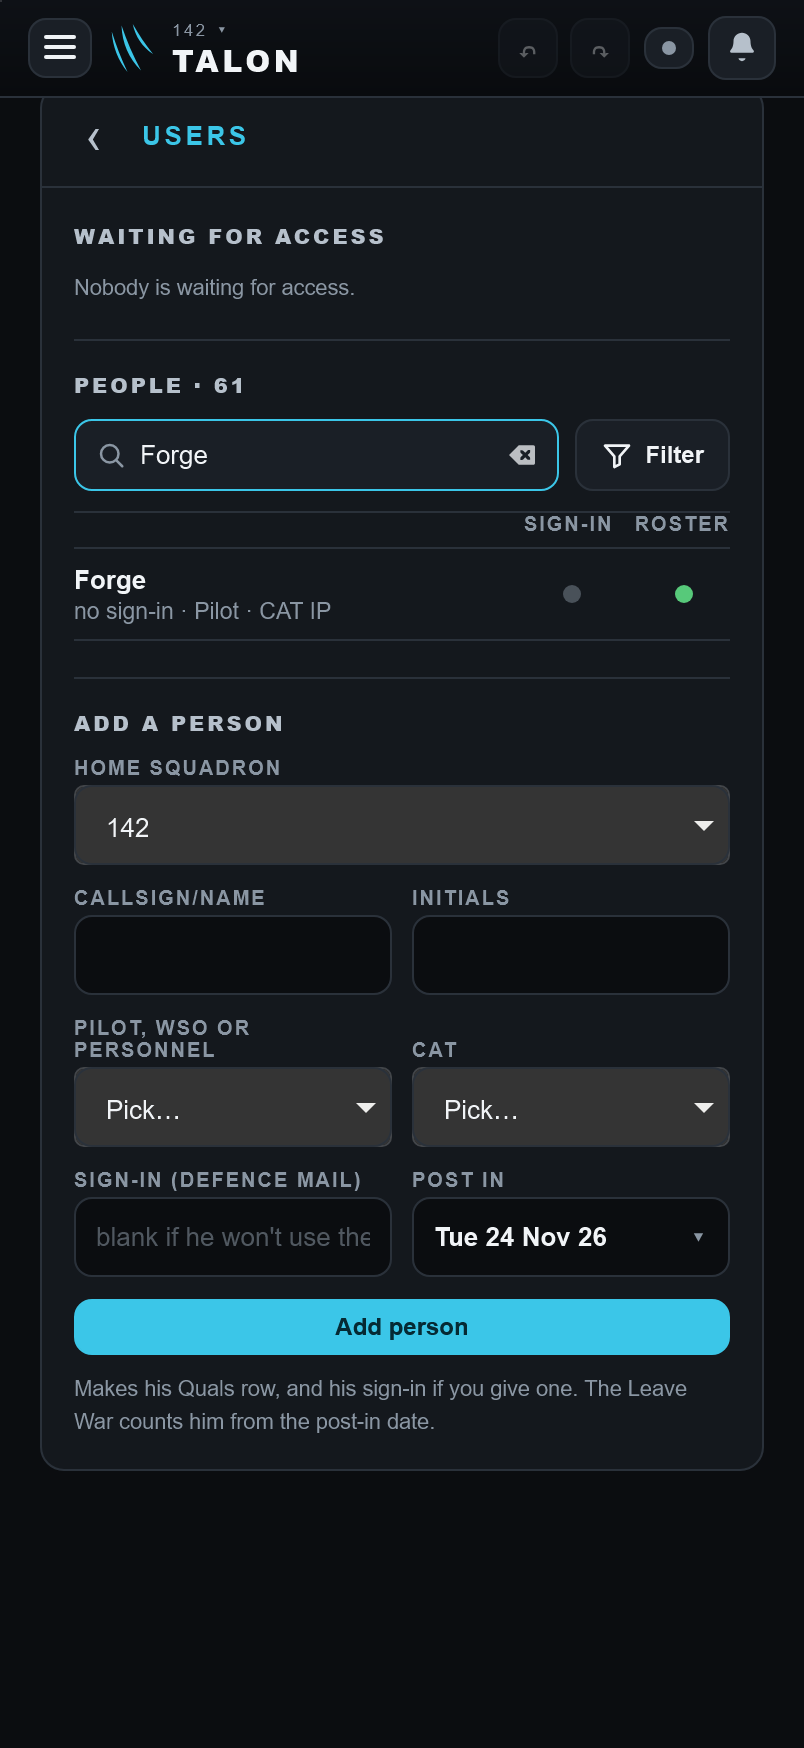 142 ▾
TALON
USERS
WAITING FOR ACCESS
Nobody is waiting for access.
PEOPLE · 61
Forge
Filter
SIGN-IN ROSTER
Forge
no sign-in · Pilot · CAT IP
ADD A PERSON
HOME SQUADRON
142
CALLSIGN/NAME INITIALS
PILOT, WSO OR
PERSONNEL CAT
Pick... Pick...
SIGN-IN (DEFENCE MAIL) POST IN
blank if he won't use the Tue 24 Nov 26 ▾
Add person
Makes his Quals row, and his sign-in if you give one. The Leave
War counts him from the post-in date.